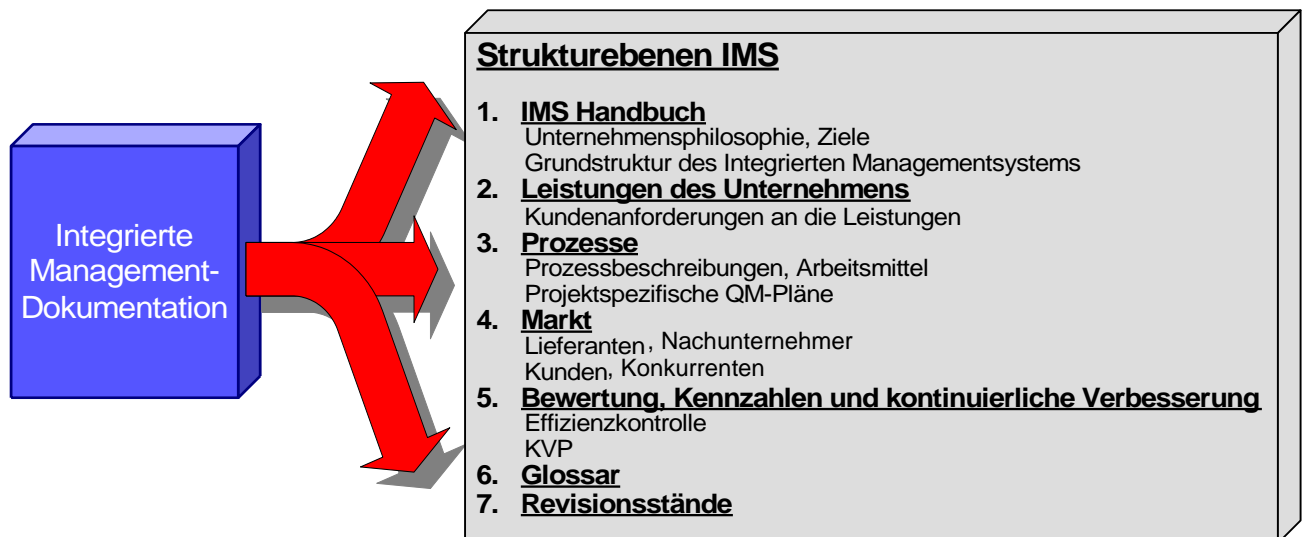 Integrierte
Management-
Dokumentation
Strukturebenen IMS
1. IMS Handbuch
Unternehmensphilosophie, Ziele
Grundstruktur des Integrierten Managementsystems
2. Leistungen des Unternehmens
Kundenanforderungen an die Leistungen
3. Prozesse
Prozessbeschreibungen, Arbeitsmittel
Projektspezifische QM-Pläne
4. Markt
Lieferanten, Nachunternehmer
Kunden, Konkurrenten
5. Bewertung, Kennzahlen und kontinuierliche Verbesserung
Effizienzkontrolle
KVP
6. Glossar
7. Revisionsstände